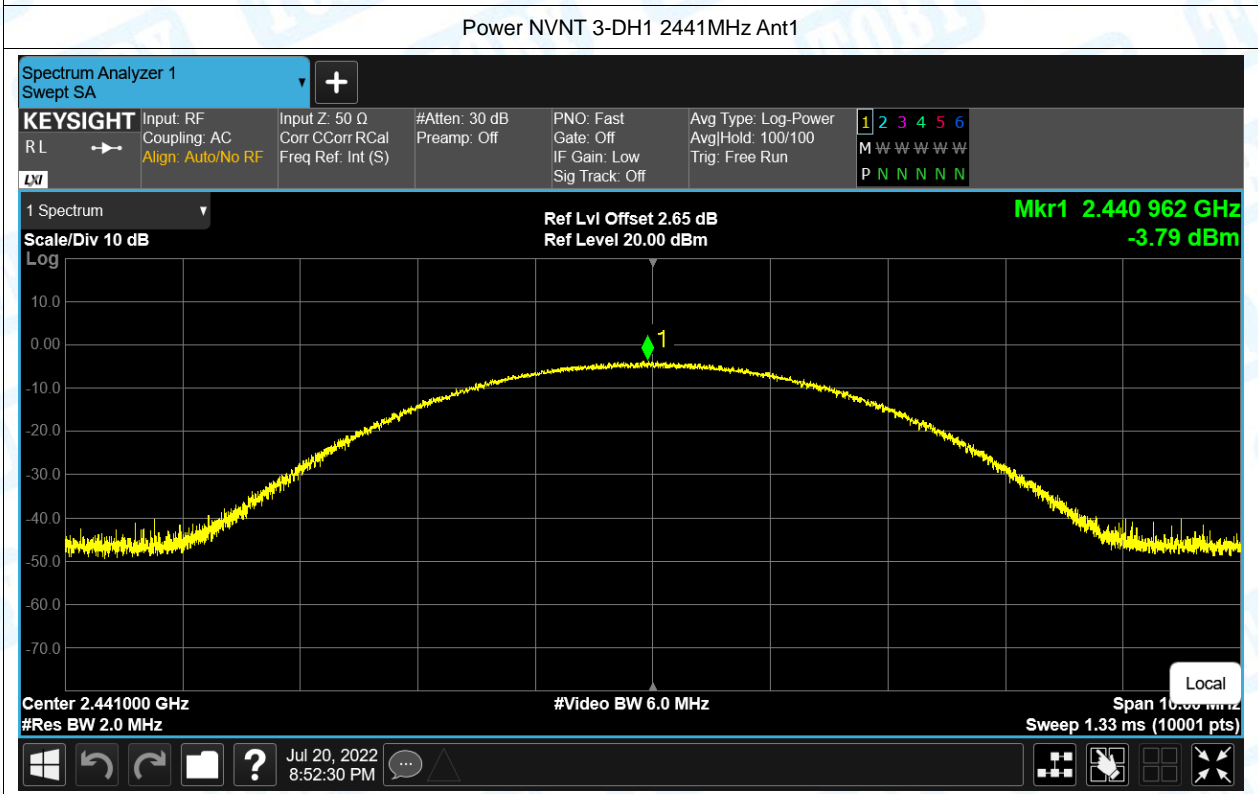 Power NVNT 3-DH1 2441MHz Ant1
Spectrum Analyzer 1
Swept SA
KEYSIGHT
R L
LXI
Input: RF
Coupling: AC
Align: Auto/No RF
Input Z: 50 Ω
Corr CCorr RCal
Freq Ref: Int (S)
#Atten: 30 dB
Preamp: Off
PNO: Fast
Gate: Off
IF Gain: Low
Sig Track: Off
Avg Type: Log-Power
Avg|Hold: 100/100
Trig: Free Run
1 2 3 4 5 6
M W W W W W
P N N N N N
1 Spectrum
Scale/Div 10 dB
Ref Lvl Offset 2.65 dB
Ref Level 20.00 dBm
Mkr1 2.440 962 GHz
-3.79 dBm
Log
10.0
0.00
-10.0
-20.0
-30.0
-40.0
-50.0
-60.0
-70.0
1
Center 2.441000 GHz
#Res BW 2.0 MHz
#Video BW 6.0 MHz
Span 10.00 MHz
Sweep 1.33 ms (10001 pts)
Local
?
Jul 20, 2022
8:52:30 PM